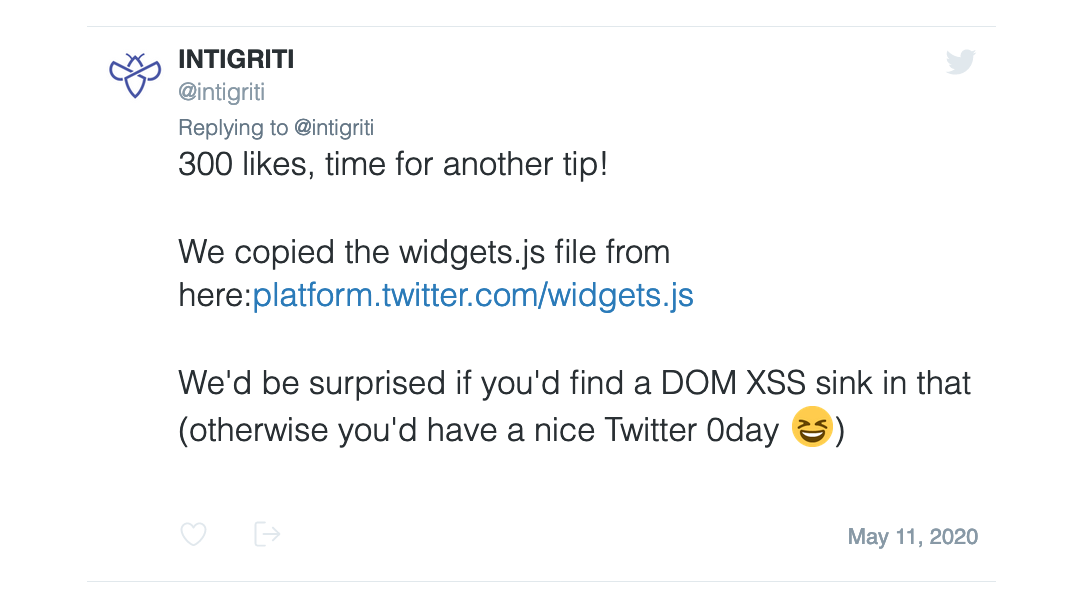 INTIGRITI
@intigriti
Replying to @intigriti
300 likes, time for another tip!
We copied the widgets.js file from
here:platform.twitter.com/widgets.js
We'd be surprised if you'd find a DOM XSS sink in that
(otherwise you'd have a nice Twitter 0day 😆)
May 11, 2020